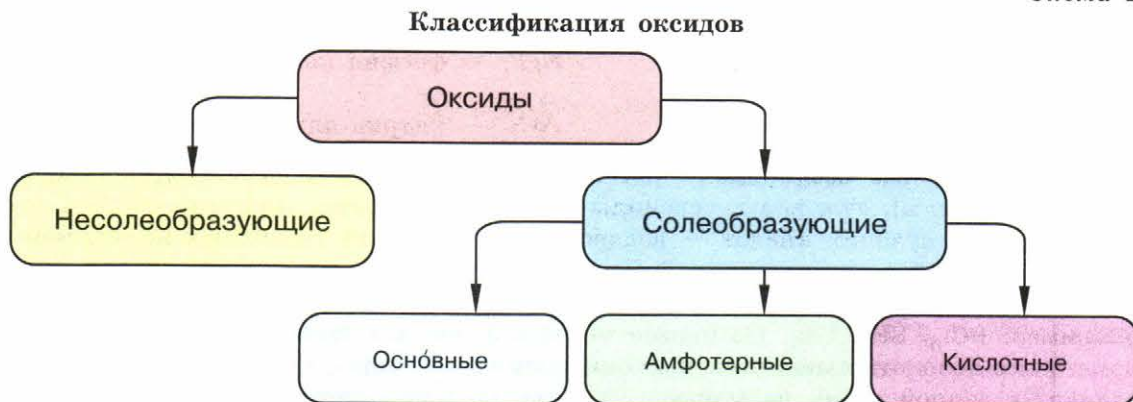 Классификация оксидов
Оксиды
Несолеобразующие
Солеобразующие
Осно́вные
Амфотерные
Кислотные